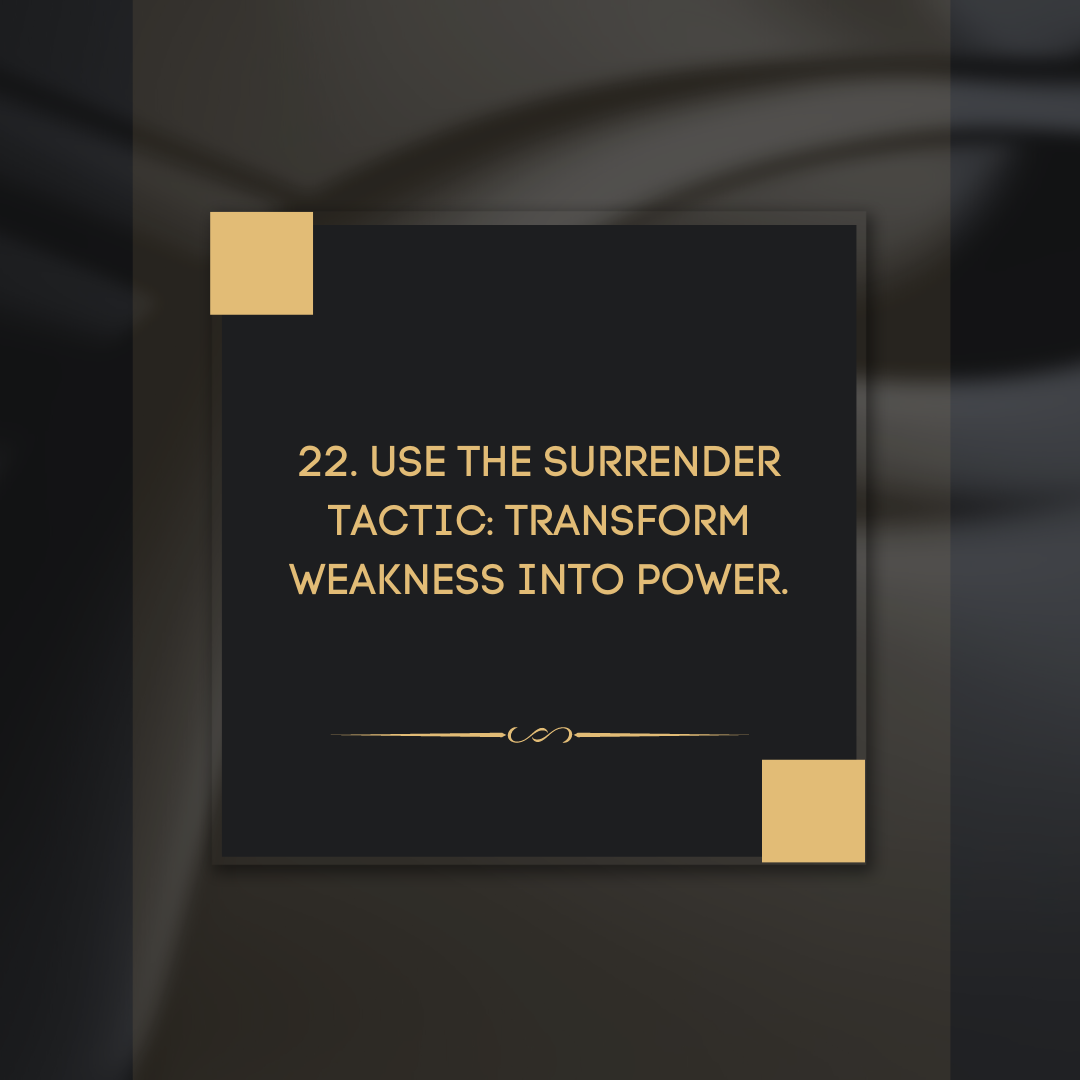 22. USE THE SURRENDER
TACTIC: TRANSFORM
WEAKNESS INTO POWER.